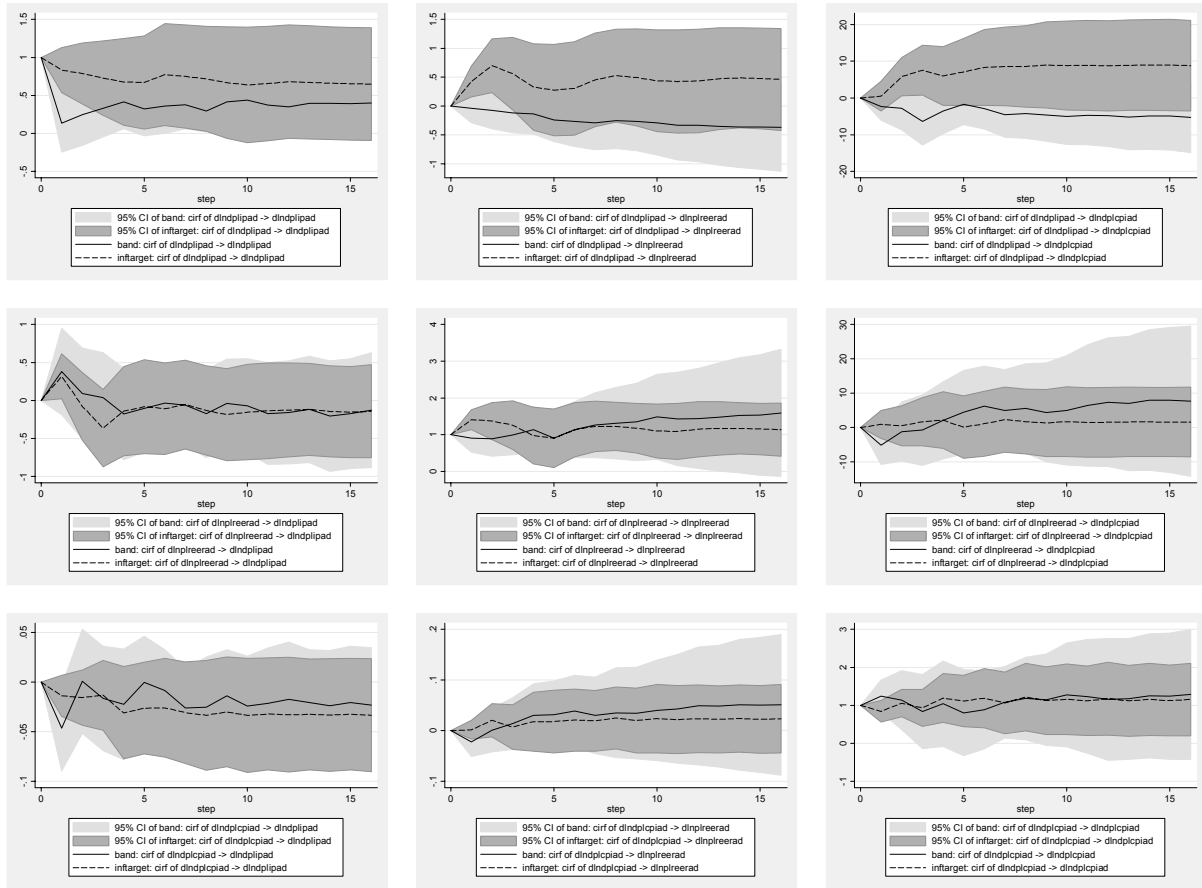 1.5
1
.5
0
-.5
0 5 10 15
step
95% CI of band: cirf of dlndplipad -> dlndplipad
95% CI of inftarget: cirf of dlndplipad -> dlndplipad
band: cirf of dlndplipad -> dlndplipad
inftarget: cirf of dlndplipad -> dlndplipad
1.5
1
.5
0
-.5
-1
0 5 10 15
step
95% CI of band: cirf of dlndplipad -> dlnplreerad
95% CI of inftarget: cirf of dlndplipad -> dlnplreerad
band: cirf of dlndplipad -> dlnplreerad
inftarget: cirf of dlndplipad -> dlnplreerad
20
10
0
-10
-20
0 5 10 15
step
95% CI of band: cirf of dlndplipad -> dlndplcpiad
95% CI of inftarget: cirf of dlndplipad -> dlndplcpiad
band: cirf of dlndplipad -> dlndplcpiad
inftarget: cirf of dlndplipad -> dlndplcpiad
1
.5
0
-.5
-1
0 5 10 15
step
95% CI of band: cirf of dlnplreerad -> dlndplipad
95% CI of inftarget: cirf of dlnplreerad -> dlndplipad
band: cirf of dlnplreerad -> dlndplipad
inftarget: cirf of dlnplreerad -> dlndplipad
4
3
2
1
0
0 5 10 15
step
95% CI of band: cirf of dlnplreerad -> dlnplreerad
95% CI of inftarget: cirf of dlnplreerad -> dlnplreerad
band: cirf of dlnplreerad -> dlnplreerad
inftarget: cirf of dlnplreerad -> dlnplreerad
30
20
10
0
-10
0 5 10 15
step
95% CI of band: cirf of dlnplreerad -> dlndplcpiad
95% CI of inftarget: cirf of dlnplreerad -> dlndplcpiad
band: cirf of dlnplreerad -> dlndplcpiad
inftarget: cirf of dlnplreerad -> dlndplcpiad
.05
0
-.05
-.1
0 5 10 15
step
95% CI of band: cirf of dlndplcpiad -> dlndplipad
95% CI of inftarget: cirf of dlndplcpiad -> dlndplipad
band: cirf of dlndplcpiad -> dlndplipad
inftarget: cirf of dlndplcpiad -> dlndplipad
.2
.1
0
-.1
0 5 10 15
step
95% CI of band: cirf of dlndplcpiad -> dlnplreerad
95% CI of inftarget: cirf of dlndplcpiad -> dlnplreerad
band: cirf of dlndplcpiad -> dlnplreerad
inftarget: cirf of dlndplcpiad -> dlnplreerad
3
2
1
0
-1
0 5 10 15
step
95% CI of band: cirf of dlndplcpiad -> dlndplcpiad
95% CI of inftarget: cirf of dlndplcpiad -> dlndplcpiad
band: cirf of dlndplcpiad -> dlndplcpiad
inftarget: cirf of dlndplcpiad -> dlndplcpiad